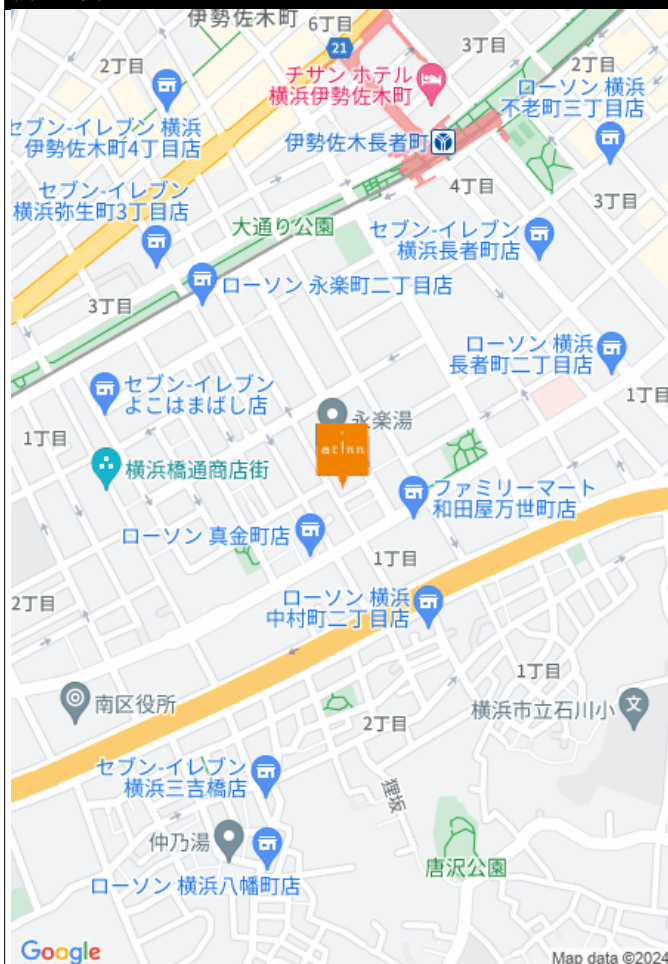 伊勢佐木町
6丁目
21
3丁目
2丁目
チサン ホテル
横浜伊勢佐木町
2丁目
ローソン 横浜
不老町三丁目店
セブン-イレブン 横浜
伊勢佐木町4丁目店
伊勢佐木長者町
セブン-イレブン
横浜弥生町3丁目店
4丁目
3丁目
大通り公園
セブン-イレブン
横浜長者町店
ローソン 永楽町二丁目店
3丁目
ローソン 横浜
長者町二丁目店
セブン-イレブン
よこはまばし店
1丁目
永楽湯
1丁目
at inn
横浜橋通商店街
ファミリーマート
和田屋万世町店
ローソン 真金町店
1丁目
2丁目
ローソン 横浜
中村町二丁目店
1丁目
南区役所
文
横浜市立石川小
2丁目
セブン-イレブン
横浜三吉橋店
狸坂
仲乃湯
唐沢公園
ローソン 横浜八幡町店
Google
Map data ©2024